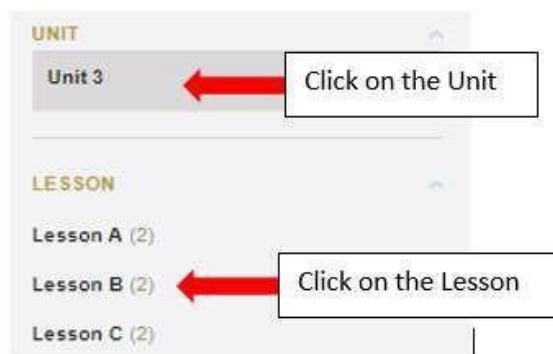 UNIT
Unit 3
Click on the Unit
LESSON
Lesson A (2)
Lesson B (2)
Click on the Lesson
Lesson C (2)